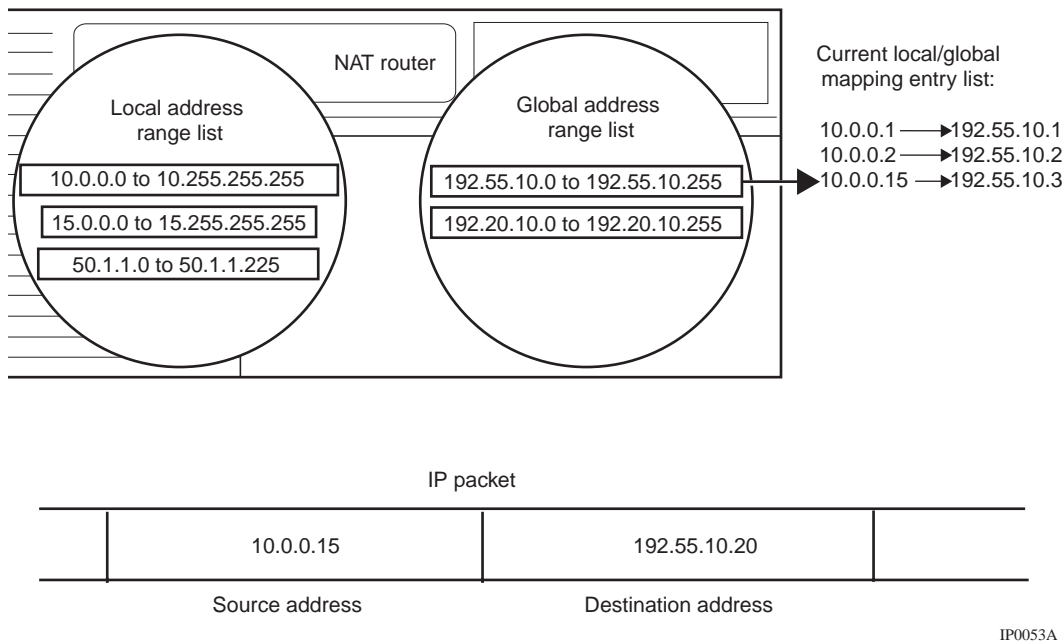 NAT router
Local address
range list
10.0.0.0 to 10.255.255.255
15.0.0.0 to 15.255.255.255
50.1.1.0 to 50.1.1.225
Global address
range list
192.55.10.0 to 192.55.10.255
192.20.10.0 to 192.20.10.255
Current local/global
mapping entry list:
10.0.0.1 192.55.10.1
10.0.0.2 192.55.10.2
10.0.0.15 192.55.10.3
IP packet
10.0.0.15 192.55.10.20
Source address Destination address
IP0053A